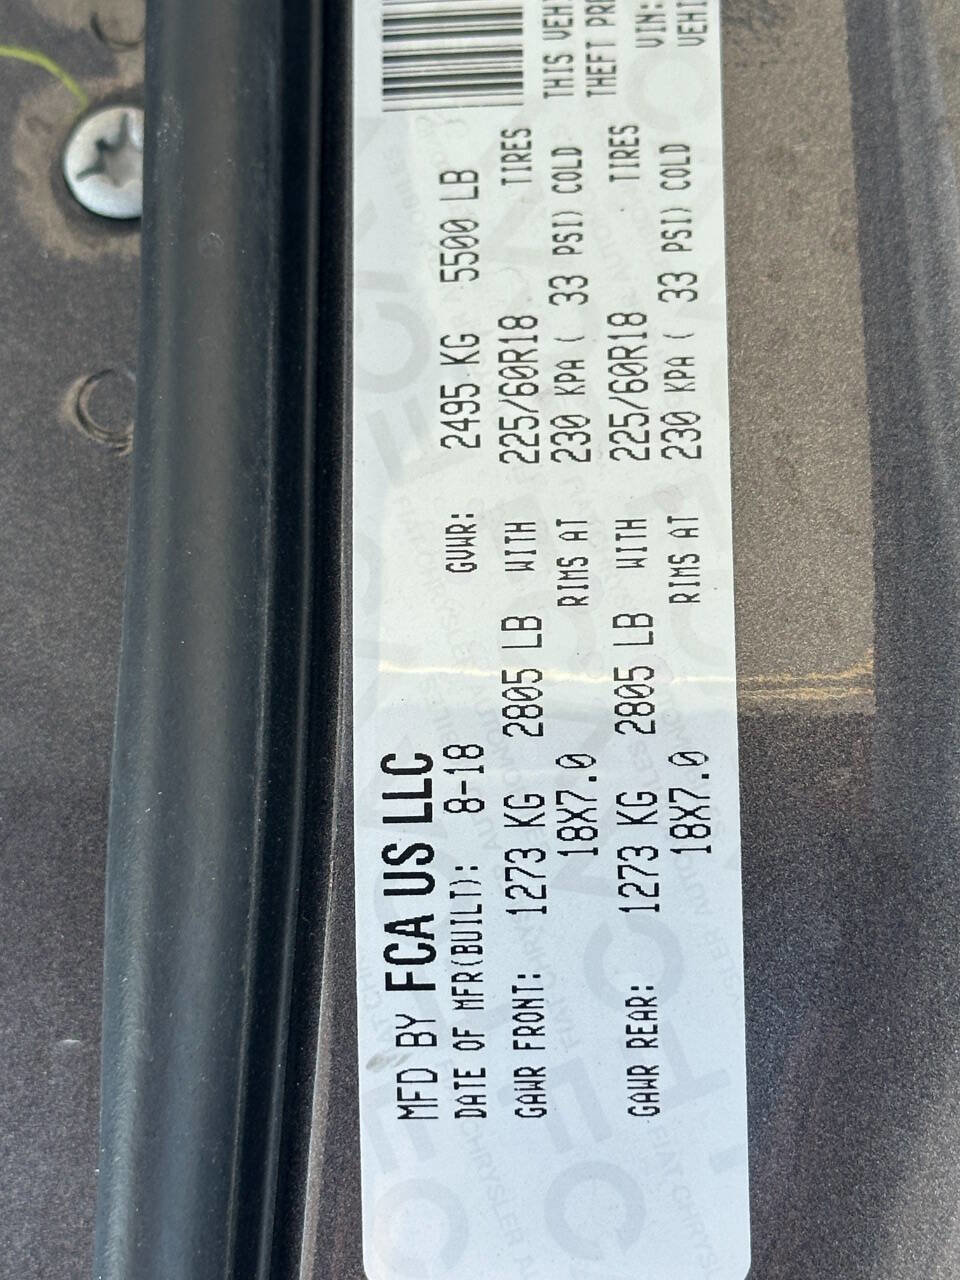 MFD BY FCA US LLC
DATE OF MFR(BUILT): 8-18 GVWR: 2495 KG 5500 LB
GAWR FRONT: 1273 KG 2805 LB WITH 225/60R18 TIRES
18X7.0 RIMS AT 230 KPA ( 33 PSI) COLD
GAWR REAR: 1273 KG 2805 LB WITH 225/60R18 TIRES
18X7.0 RIMS AT 230 KPA ( 33 PSI) COLD
THIS
THEFT
VIN: